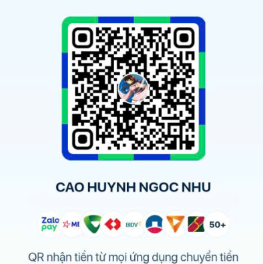 CAO HUYNH NGOC NHU
Zalo
pay
MI
BIDV
50+
QR nhận tiền từ mọi ứng dụng chuyển tiền